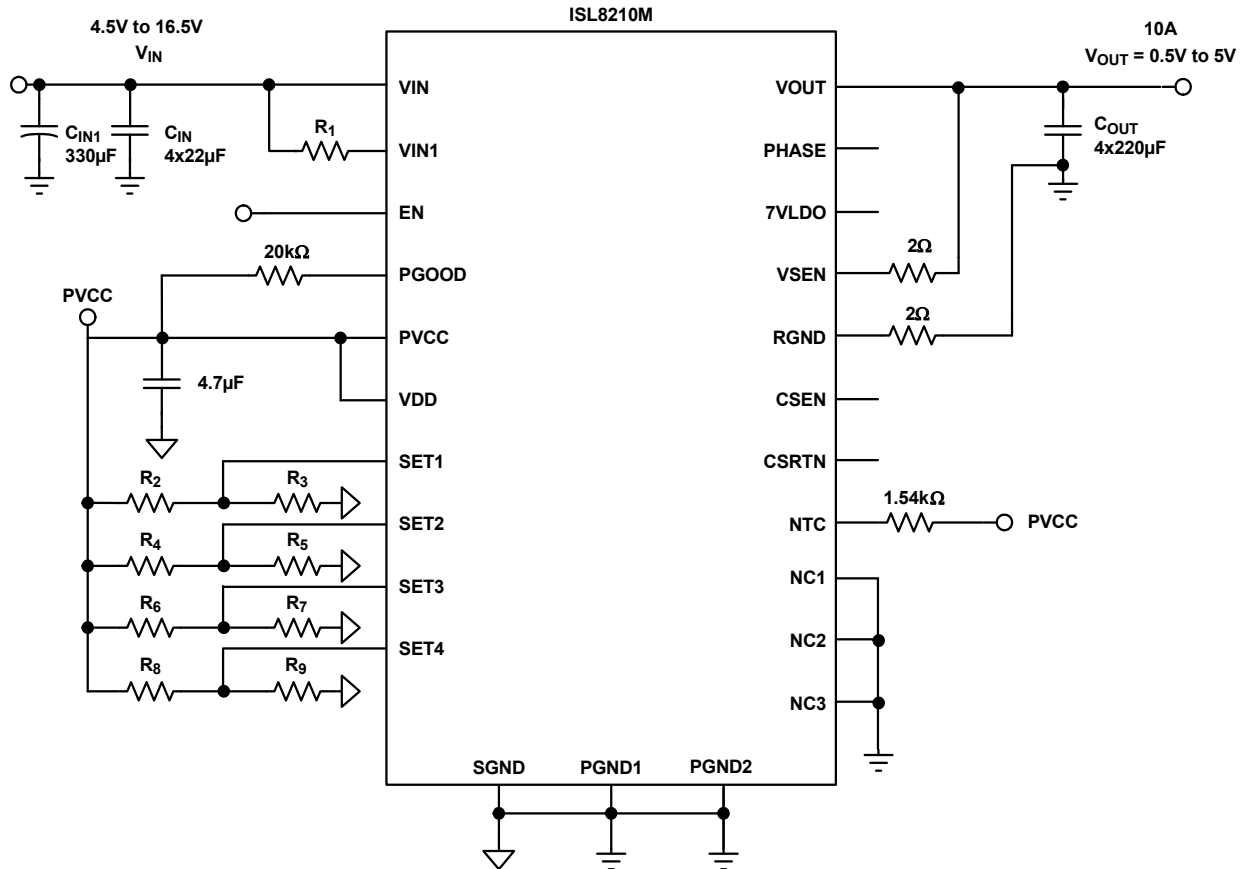 ISL8210M
4.5V to 16.5V
VIN
10A
VOUT = 0.5V to 5V
VIN
VOUT
CIN1
330µF
CIN
4x22µF
R1
VIN1
PHASE
COUT
4x220µF
EN
7VLDO
20kΩ
PGOOD
VSEN
2Ω
PVCC
PVCC
RGND
2Ω
4.7µF
VDD
CSEN
SET1
CSRTN
R2
R3
SET2
NTC
1.54kΩ
PVCC
R4
R5
NC1
SET3
R6
R7
NC2
SET4
R8
R9
NC3
SGND
PGND1
PGND2